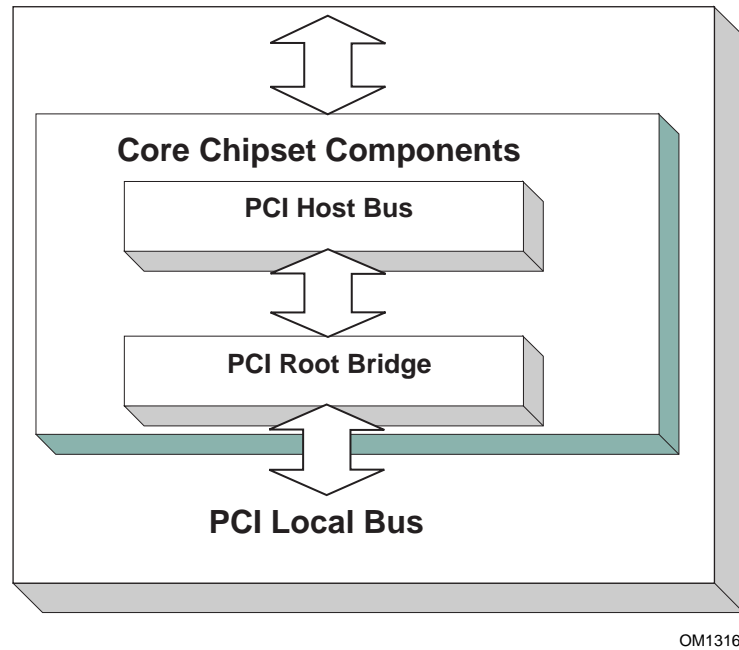 Core Chipset Components
PCI Host Bus
PCI Root Bridge
PCI Local Bus
OM1316